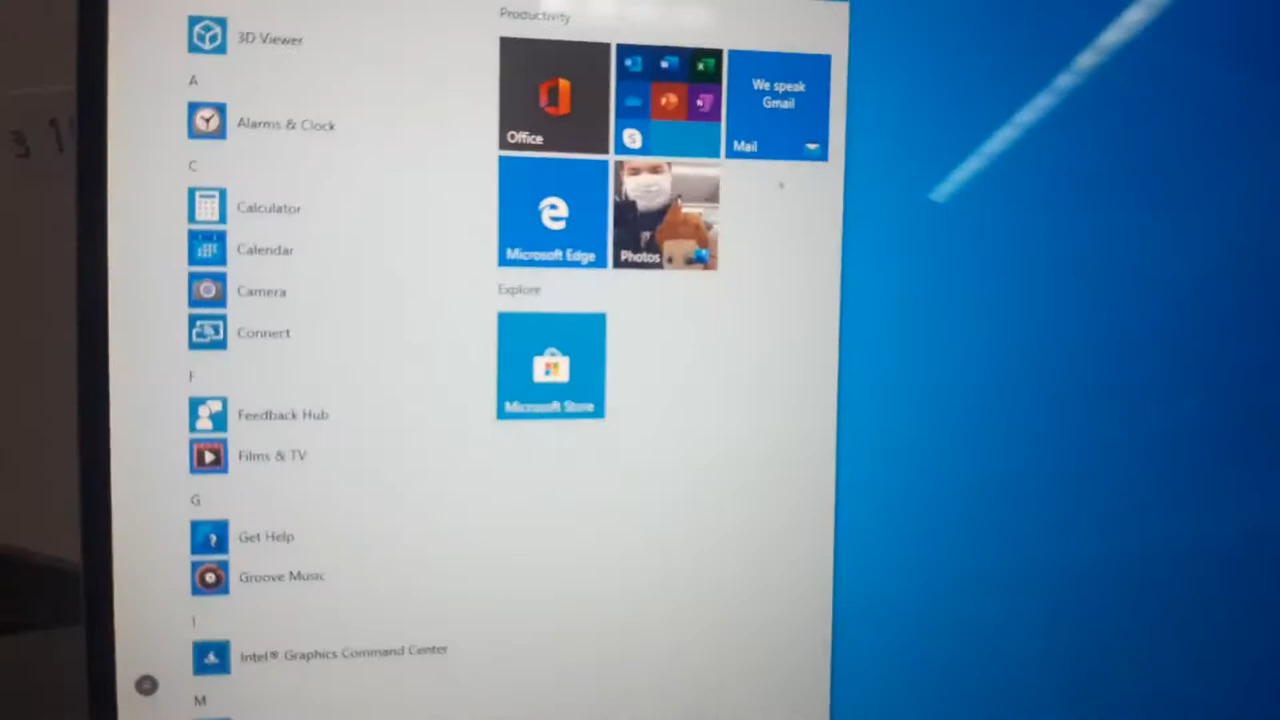 3D Viewer
A
Alarms & Clock
C
Calculator
Calendar
Camera
Connect
F
Feedback Hub
Films & TV
G
Get Help
Groove Music
I
Intel® Graphics Command Center
M
Productivity
Office
We speak
Gmail
Mail
Microsoft Edge
Photos
Explore
Microsoft Store